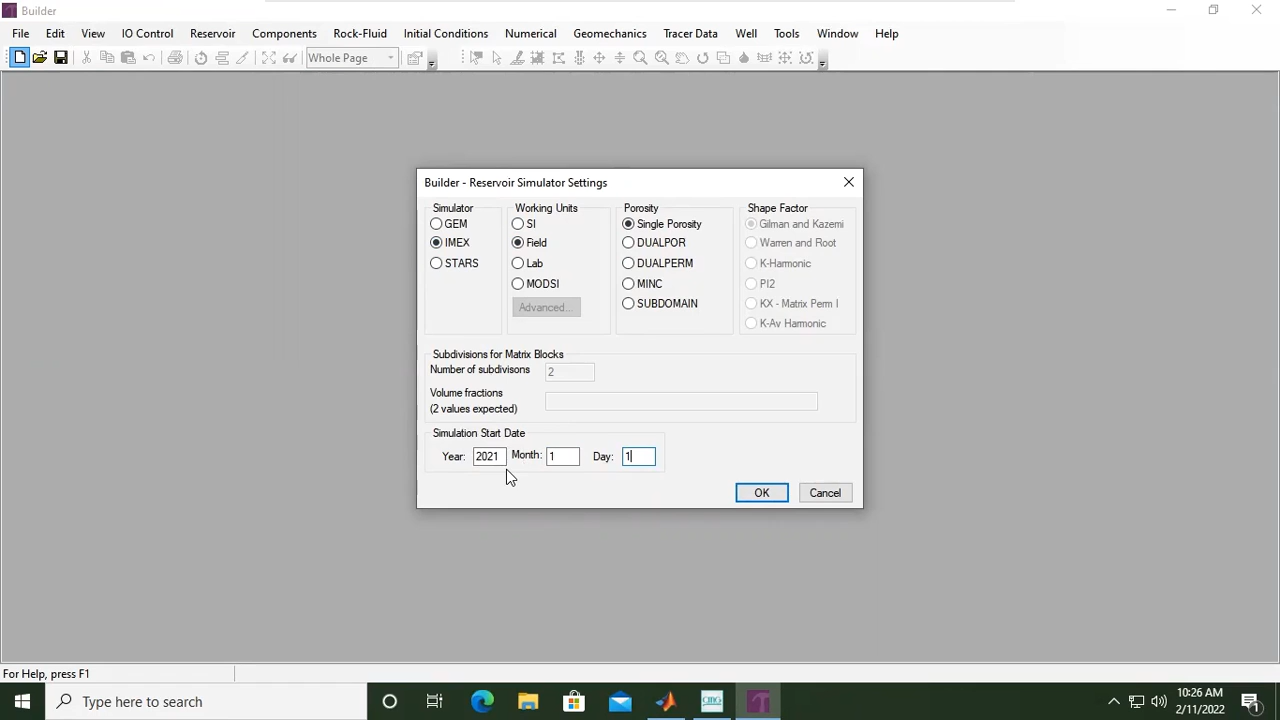 Builder
File Edit View IO Control Reservoir Components Rock-Fluid Initial Conditions Numerical Geomechanics Tracer Data Well Tools Window Help
Whole Page
Builder - Reservoir Simulator Settings
Simulator Working Units Porosity Shape Factor
GEM SI Single Porosity Gilman and Kazemi
IMEX Field DUALPOR Warren and Root
STARS Lab DUALPERM K-Harmonic
MODSI MINC PI2
Advanced... SUBDOMAIN KX - Matrix Perm I
K-Av Harmonic
Subdivisions for Matrix Blocks
Number of subdivisons 2
Volume fractions
(2 values expected)
Simulation Start Date
Year: 2021 Month: 1 Day: 1
OK Cancel
For Help, press F1
Type here to search
10:26 AM
2/11/2022
cmg
1